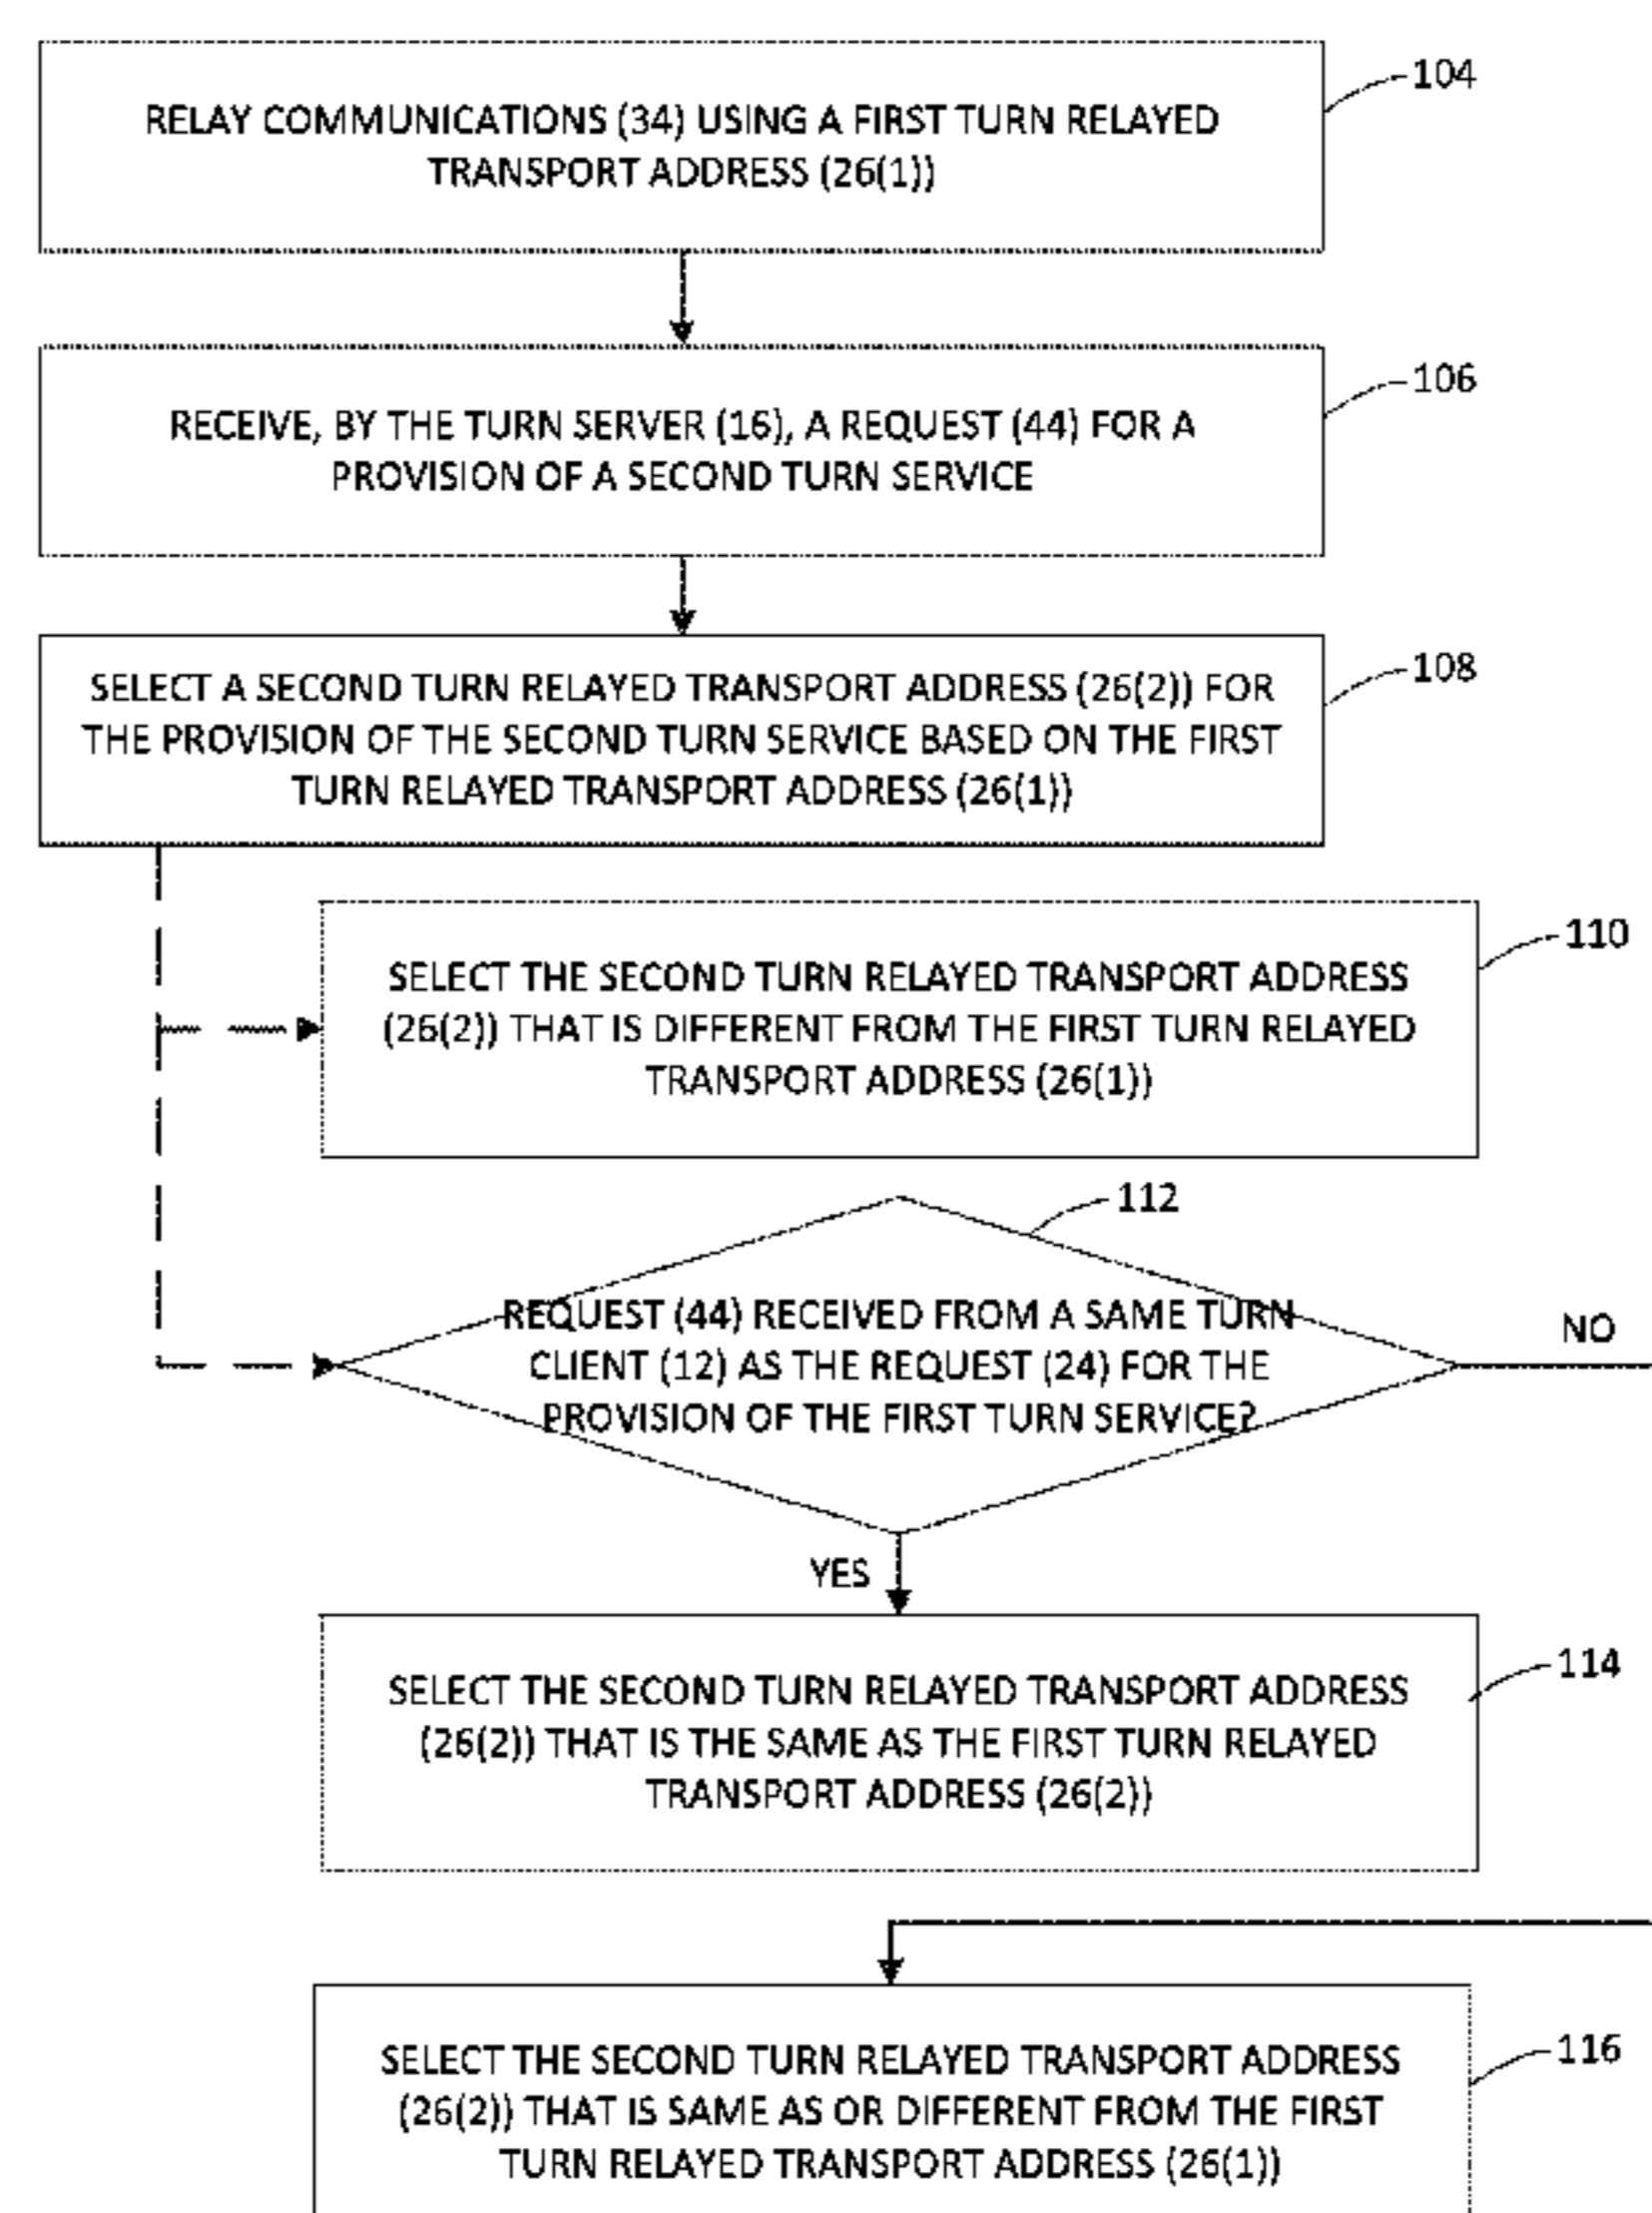 RELAY COMMUNICATIONS (34) USING A FIRST TURN RELAYED
TRANSPORT ADDRESS (26(1))
104
RECEIVE, BY THE TURN SERVER (16), A REQUEST (44) FOR A
PROVISION OF A SECOND TURN SERVICE
106
SELECT A SECOND TURN RELAYED TRANSPORT ADDRESS (26(2)) FOR
THE PROVISION OF THE SECOND TURN SERVICE BASED ON THE FIRST
TURN RELAYED TRANSPORT ADDRESS (26(1))
108
SELECT THE SECOND TURN RELAYED TRANSPORT ADDRESS
(26(2)) THAT IS DIFFERENT FROM THE FIRST TURN RELAYED
TRANSPORT ADDRESS (26(1))
110
112
REQUEST (44) RECEIVED FROM A SAME TURN
CLIENT (12) AS THE REQUEST (24) FOR THE
PROVISION OF THE FIRST TURN SERVICE?
NO
YES
SELECT THE SECOND TURN RELAYED TRANSPORT ADDRESS
(26(2)) THAT IS THE SAME AS THE FIRST TURN RELAYED
TRANSPORT ADDRESS (26(2))
114
SELECT THE SECOND TURN RELAYED TRANSPORT ADDRESS
(26(2)) THAT IS SAME AS OR DIFFERENT FROM THE FIRST
TURN RELAYED TRANSPORT ADDRESS (26(1))
116